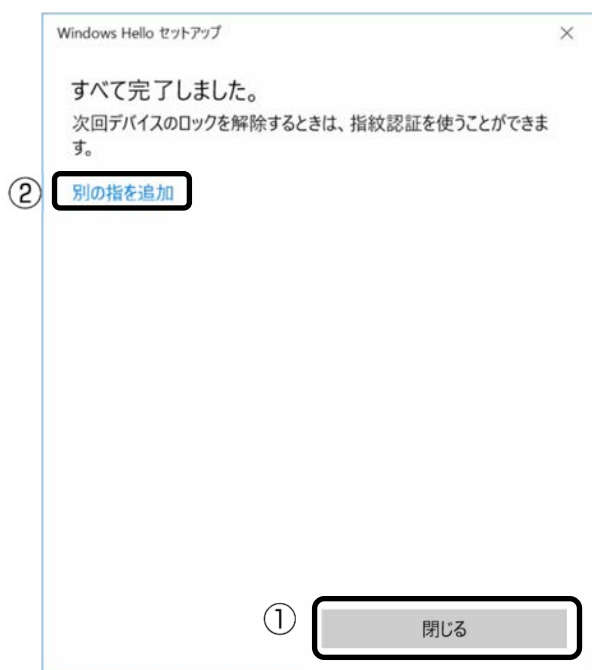 Windows Hello セットアップ
すべて完了しました。
次回デバイスのロックを解除するときは、指紋認証を使うことができま
す。
② 別の指を追加
① 閉じる